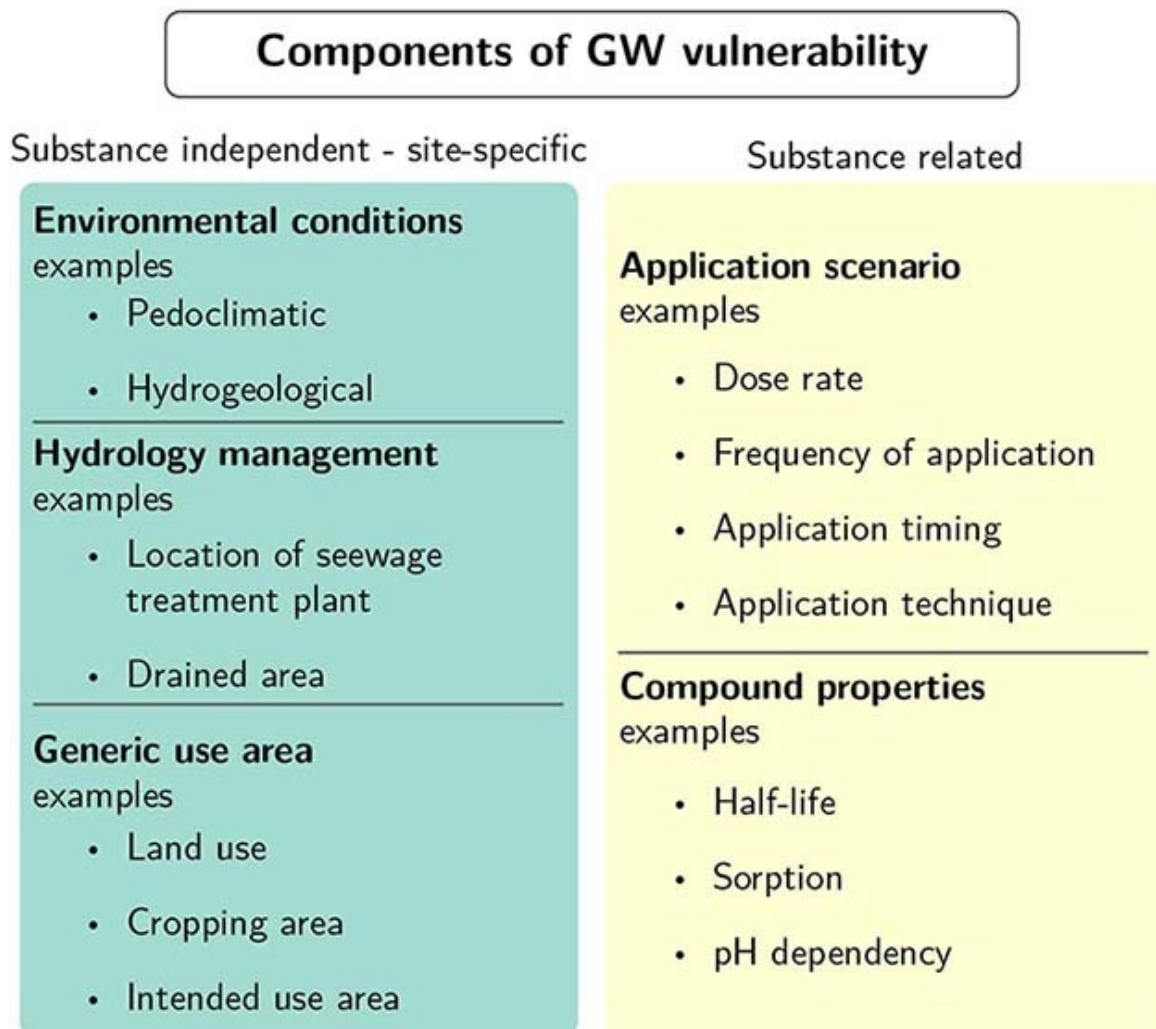 Components of GW vulnerability
Substance independent - site-specific
Environmental conditions
examples
• Pedoclimatic
• Hydrogeological
Hydrology management
examples
• Location of seewage
treatment plant
• Drained area
Generic use area
examples
• Land use
• Cropping area
• Intended use area
Substance related
Application scenario
examples
• Dose rate
• Frequency of application
• Application timing
• Application technique
Compound properties
examples
• Half-life
• Sorption
• pH dependency